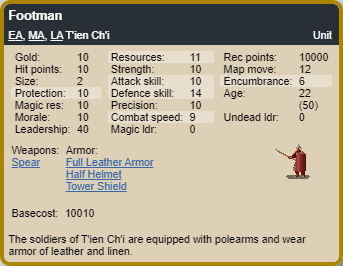 Footman
EA, MA, LA T'ien Ch'i Unit
Gold: 10 Resources: 11 Rec points: 10000
Hit points: 10 Strength: 10 Map move: 12
Size: 2 Attack skill: 10 Encumbrance: 6
Protection: 10 Defence skill: 14 Age: 22
Magic res: 10 Precision: 10 (50)
Morale: 10 Combat speed: 9 Undead ldr: 0
Leadership: 40 Magic ldr: 0
Weapons: Armor:
Spear Full Leather Armor
Half Helmet
Tower Shield
Basecost: 10010
The soldiers of T'ien Ch'i are equipped with polearms and wear
armor of leather and linen.